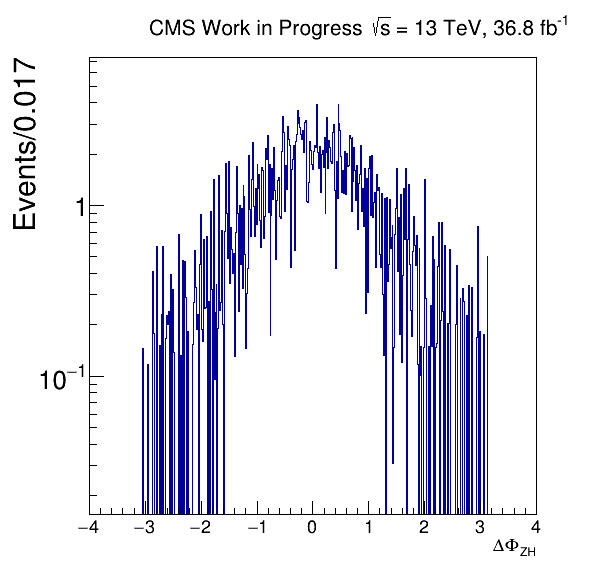 CMS Work in Progress √s = 13 TeV, 36.8 fb⁻¹
Events/0.017
1
10⁻¹
−4 −3 −2 −1 0 1 2 3 4
ΔΦ_ZH